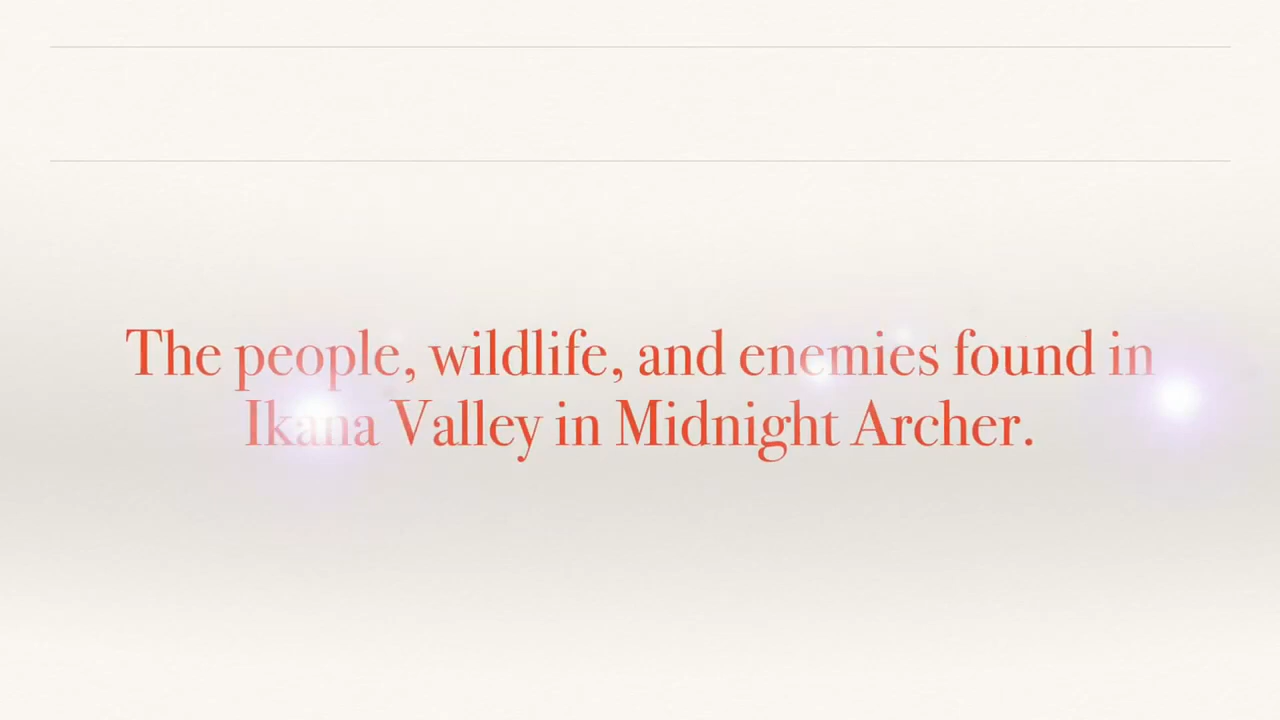 The people, wildlife, and enemies found in
Ikana Valley in Midnight Archer.